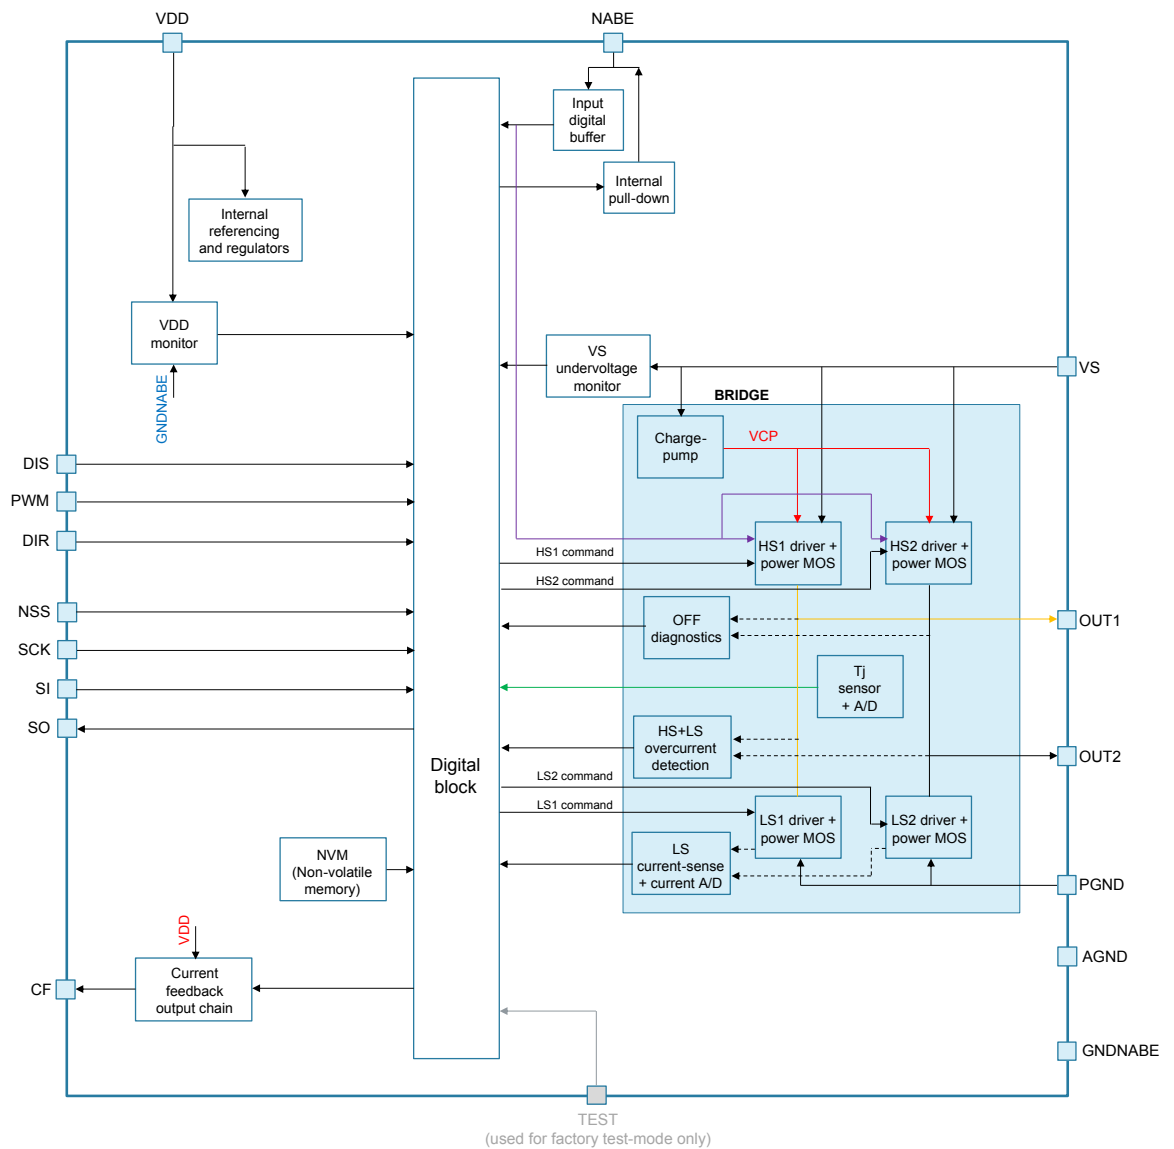 VDD
NABE
Input
digital
buffer
Internal
pull-down
Internal
referencing
and regulators
VDD
monitor
GNDNABE
VS
undervoltage
monitor
VS
BRIDGE
Charge-
pump
VCP
DIS
PWM
DIR
HS1 command
HS2 command
HS1 driver +
power MOS
HS2 driver +
power MOS
NSS
SCK
SI
SO
OFF
diagnostics
OUT1
Tj
sensor
+ A/D
HS+LS
overcurrent
detection
OUT2
Digital
block
LS2 command
LS1 command
LS1 driver +
power MOS
LS2 driver +
power MOS
LS
current-sense
+ current A/D
PGND
NVM
(Non-volatile
memory)
VDD
Current
feedback
output chain
CF
AGND
GNDNABE
TEST
(used for factory test-mode only)